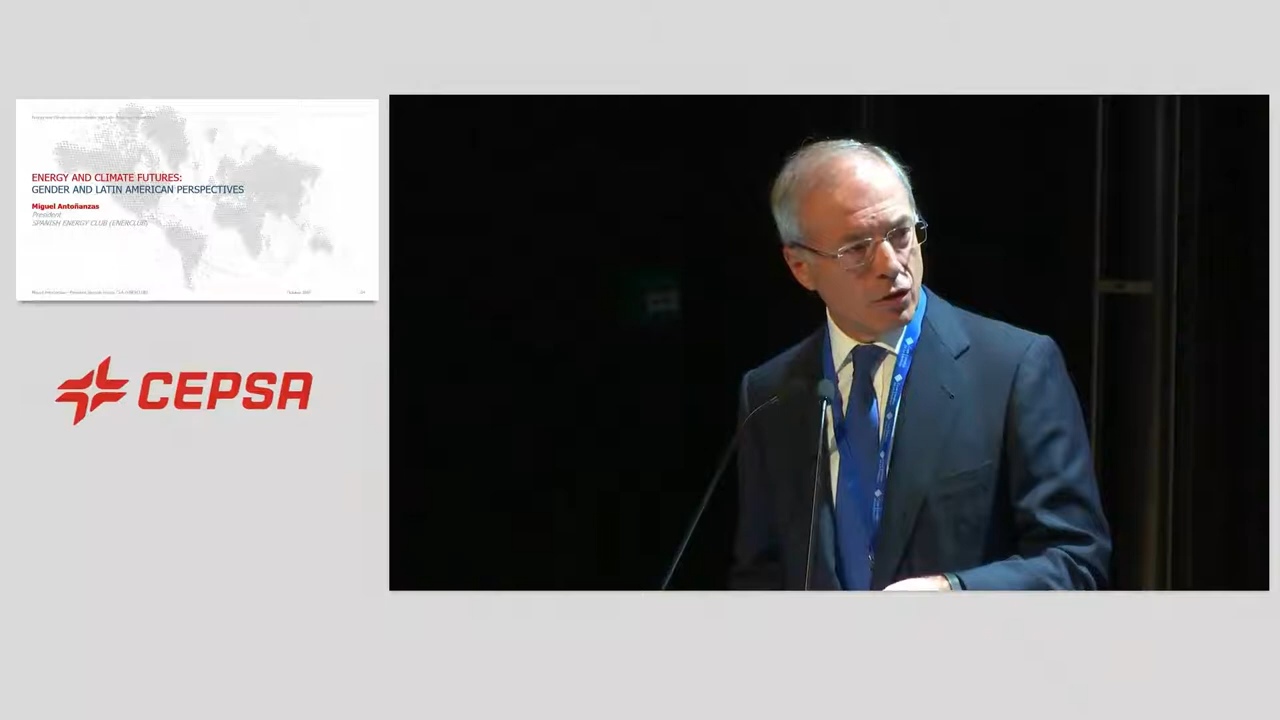 ENERGY AND CLIMATE FUTURES:
GENDER AND LATIN AMERICAN PERSPECTIVES
Miguel Antoñanzas
President
SPANISH ENERGY CLUB (ENERCLUB)
CEPSA